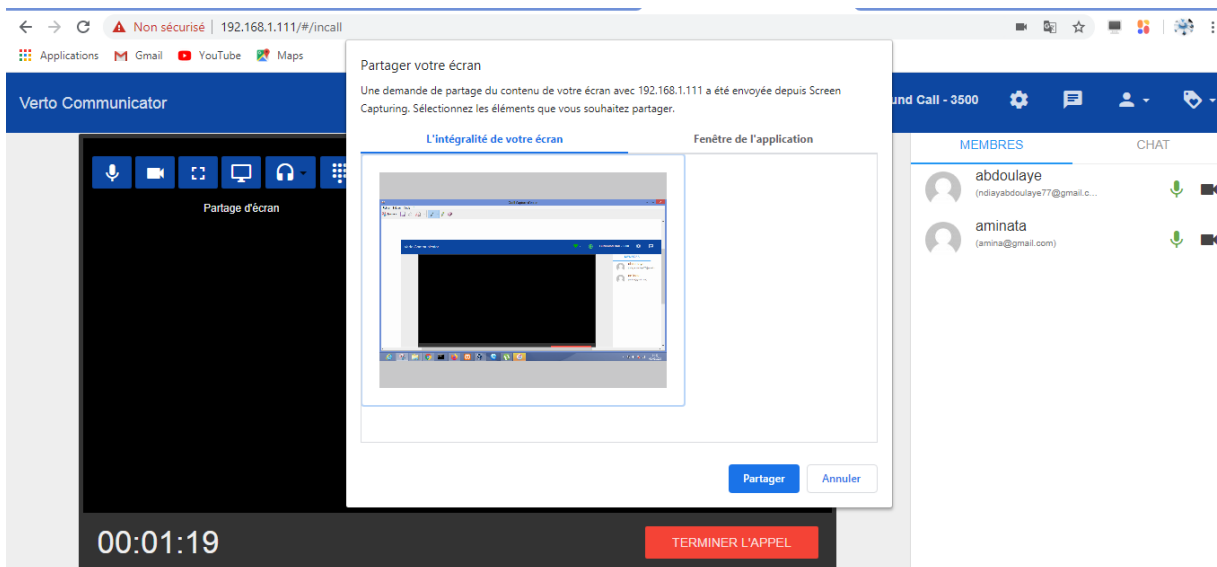 Non sécurisé | 192.168.1.111/#/incall
Applications Gmail YouTube Maps
Verto Communicator
und Call - 3500
Partager votre écran
Une demande de partage du contenu de votre écran avec 192.168.1.111 a été envoyée depuis Screen
Capturing. Sélectionnez les éléments que vous souhaitez partager.
L'intégralité de votre écran Fenêtre de l'application
Partage d'écran
Verto Communicator
Partager Annuler
MEMBRES CHAT
abdoulaye
(ndiayabdoulaye77@gmail.c...
aminata
(amina@gmail.com)
00:01:19
TERMINER L'APPEL